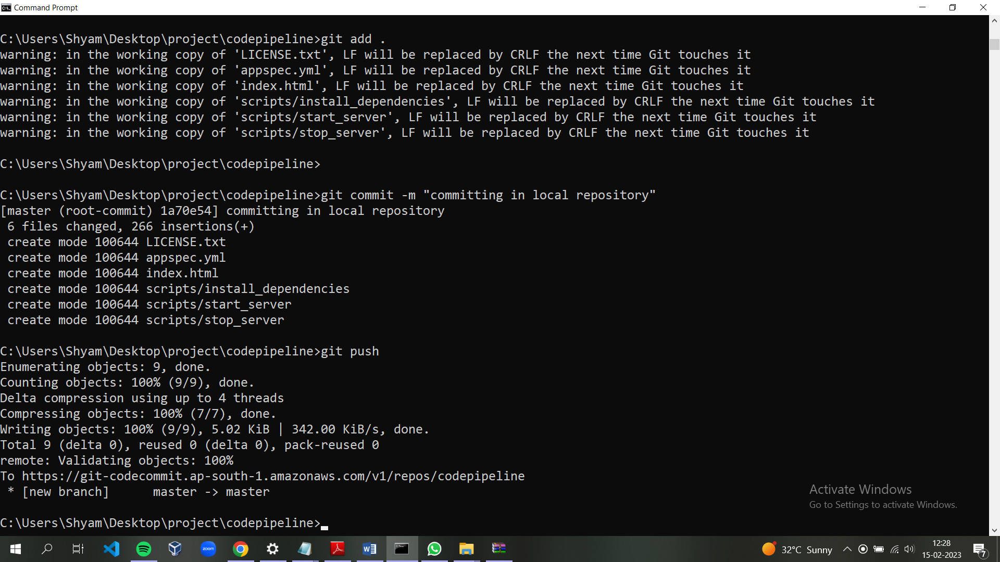 Command Prompt
C:\Users\Shyam\Desktop\project\codepipeline>git add .
warning: in the working copy of 'LICENSE.txt', LF will be replaced by CRLF the next time Git touches it
warning: in the working copy of 'appspec.yml', LF will be replaced by CRLF the next time Git touches it
warning: in the working copy of 'index.html', LF will be replaced by CRLF the next time Git touches it
warning: in the working copy of 'scripts/install_dependencies', LF will be replaced by CRLF the next time Git touches it
warning: in the working copy of 'scripts/start_server', LF will be replaced by CRLF the next time Git touches it
warning: in the working copy of 'scripts/stop_server', LF will be replaced by CRLF the next time Git touches it
C:\Users\Shyam\Desktop\project\codepipeline>
C:\Users\Shyam\Desktop\project\codepipeline>git commit -m "committing in local repository"
[master (root-commit) 1a70e54] committing in local repository
 6 files changed, 266 insertions(+)
 create mode 100644 LICENSE.txt
 create mode 100644 appspec.yml
 create mode 100644 index.html
 create mode 100644 scripts/install_dependencies
 create mode 100644 scripts/start_server
 create mode 100644 scripts/stop_server
C:\Users\Shyam\Desktop\project\codepipeline>git push
Enumerating objects: 9, done.
Counting objects: 100% (9/9), done.
Delta compression using up to 4 threads
Compressing objects: 100% (7/7), done.
Writing objects: 100% (9/9), 5.02 KiB | 342.00 KiB/s, done.
Total 9 (delta 0), reused 0 (delta 0), pack-reused 0
remote: Validating objects: 100%
To https://git-codecommit.ap-south-1.amazonaws.com/v1/repos/codepipeline
 * [new branch]      master -> master
C:\Users\Shyam\Desktop\project\codepipeline>
Activate Windows
Go to Settings to activate Windows.
zoom
32°C Sunny
12:28
15-02-2023
7